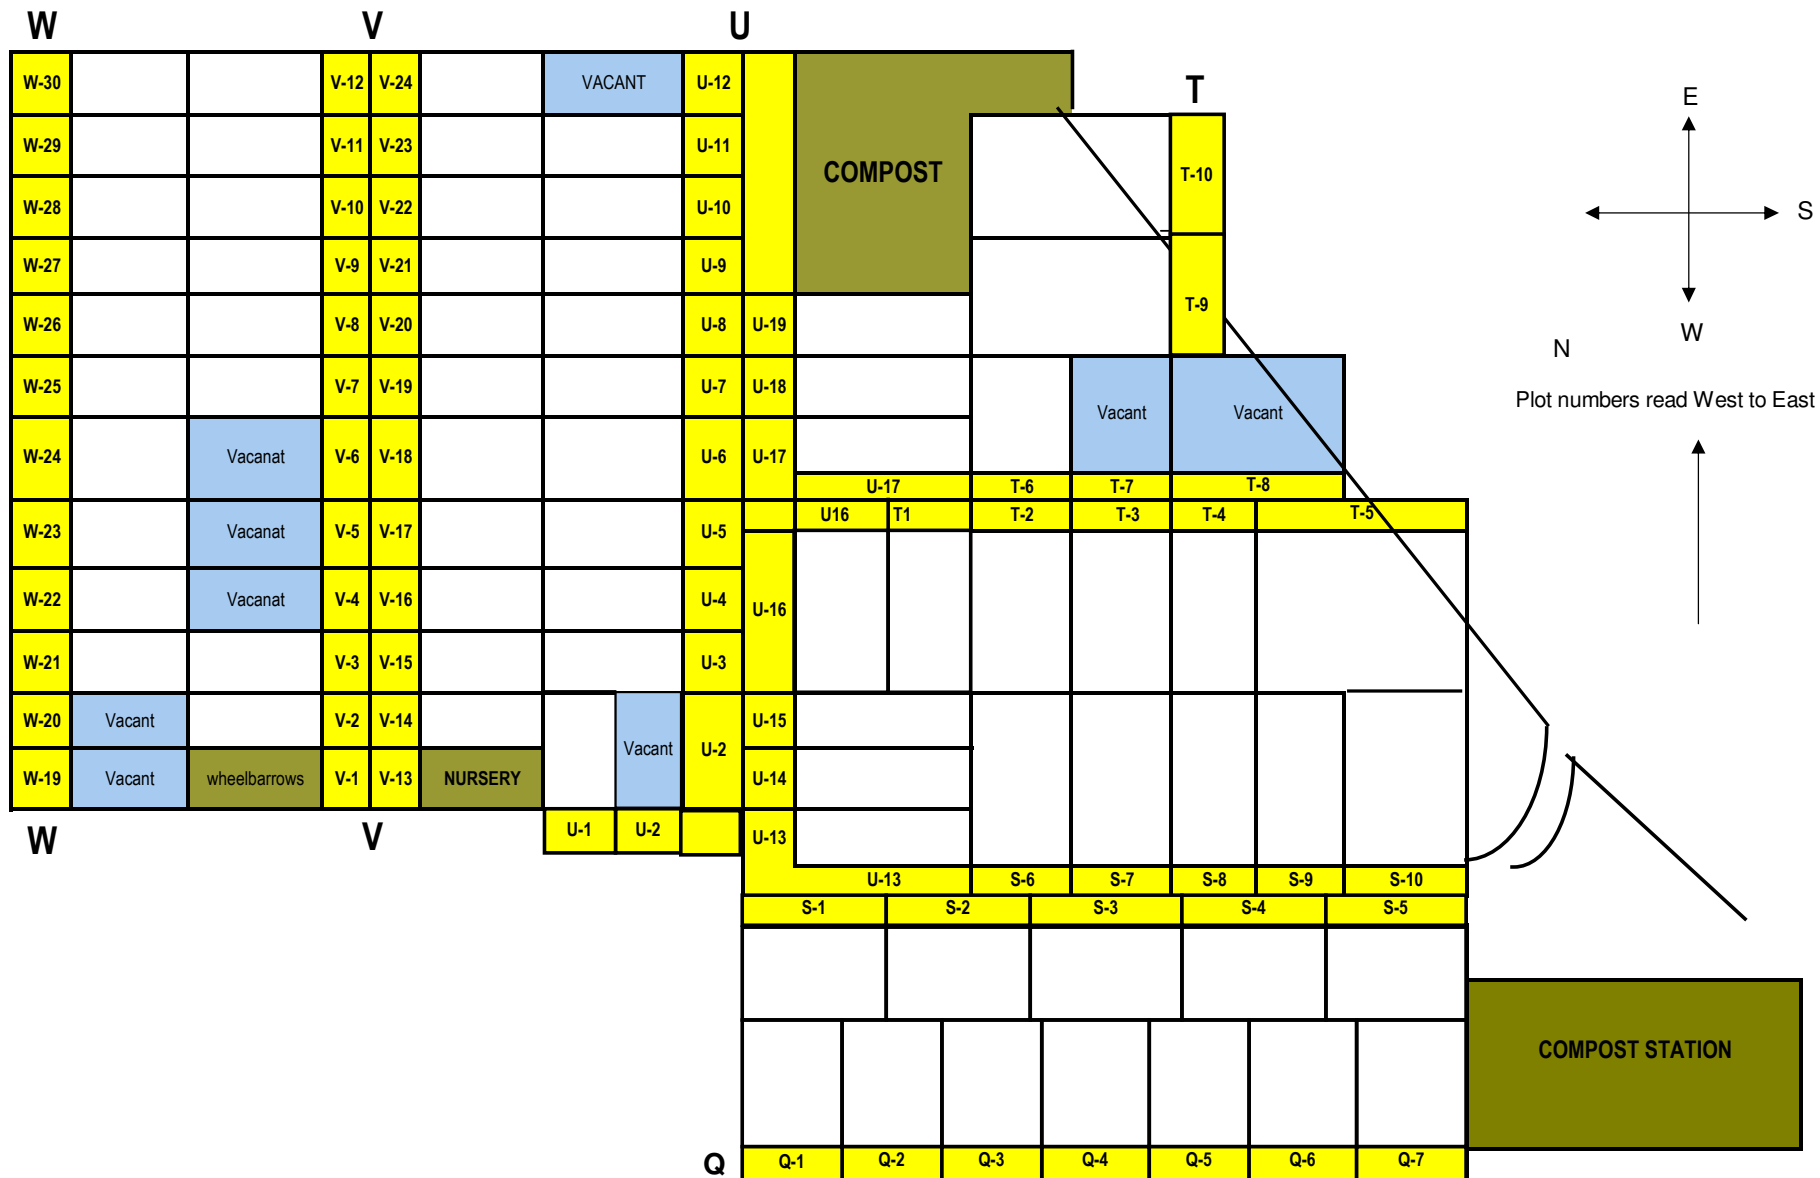 W V U
W-30 V-12 V-24 VACANT U-12
T
E
W-29 V-11 V-23 U-11
COMPOST
T-10
W-28 V-10 V-22 U-10
S
W-27 V-9 V-21 U-9
T-9
W-26 V-8 V-20 U-8 U-19
W
N
W-25 V-7 V-19 U-7 U-18
Vacant Vacant
Plot numbers read West to East
W-24 Vacanat V-6 V-18 U-6 U-17
U-17 T-6 T-7 T-8
U16 T1 T-2 T-3 T-4 T-5
W-23 Vacanat V-5 V-17 U-5
W-22 Vacanat V-4 V-16 U-4 U-16
W-21 V-3 V-15 U-3
W-20 Vacant V-2 V-14 U-15
Vacant U-2
W-19 Vacant wheelbarrows V-1 V-13 NURSERY U-14
W V
U-1 U-2 U-13
U-13 S-6 S-7 S-8 S-9 S-10
S-1 S-2 S-3 S-4 S-5
COMPOST STATION
Q Q-1 Q-2 Q-3 Q-4 Q-5 Q-6 Q-7